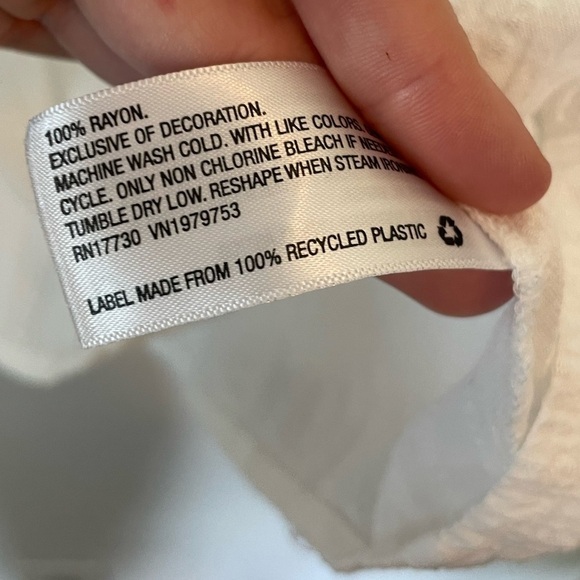 100% RAYON.
EXCLUSIVE OF DECORATION.
MACHINE WASH COLD. WITH LIKE COLORS
CYCLE. ONLY NON CHLORINE BLEACH IF
TUMBLE DRY LOW. RESHAPE WHEN STEAM
RN17730 VN1979753
LABEL MADE FROM 100% RECYCLED PLASTIC